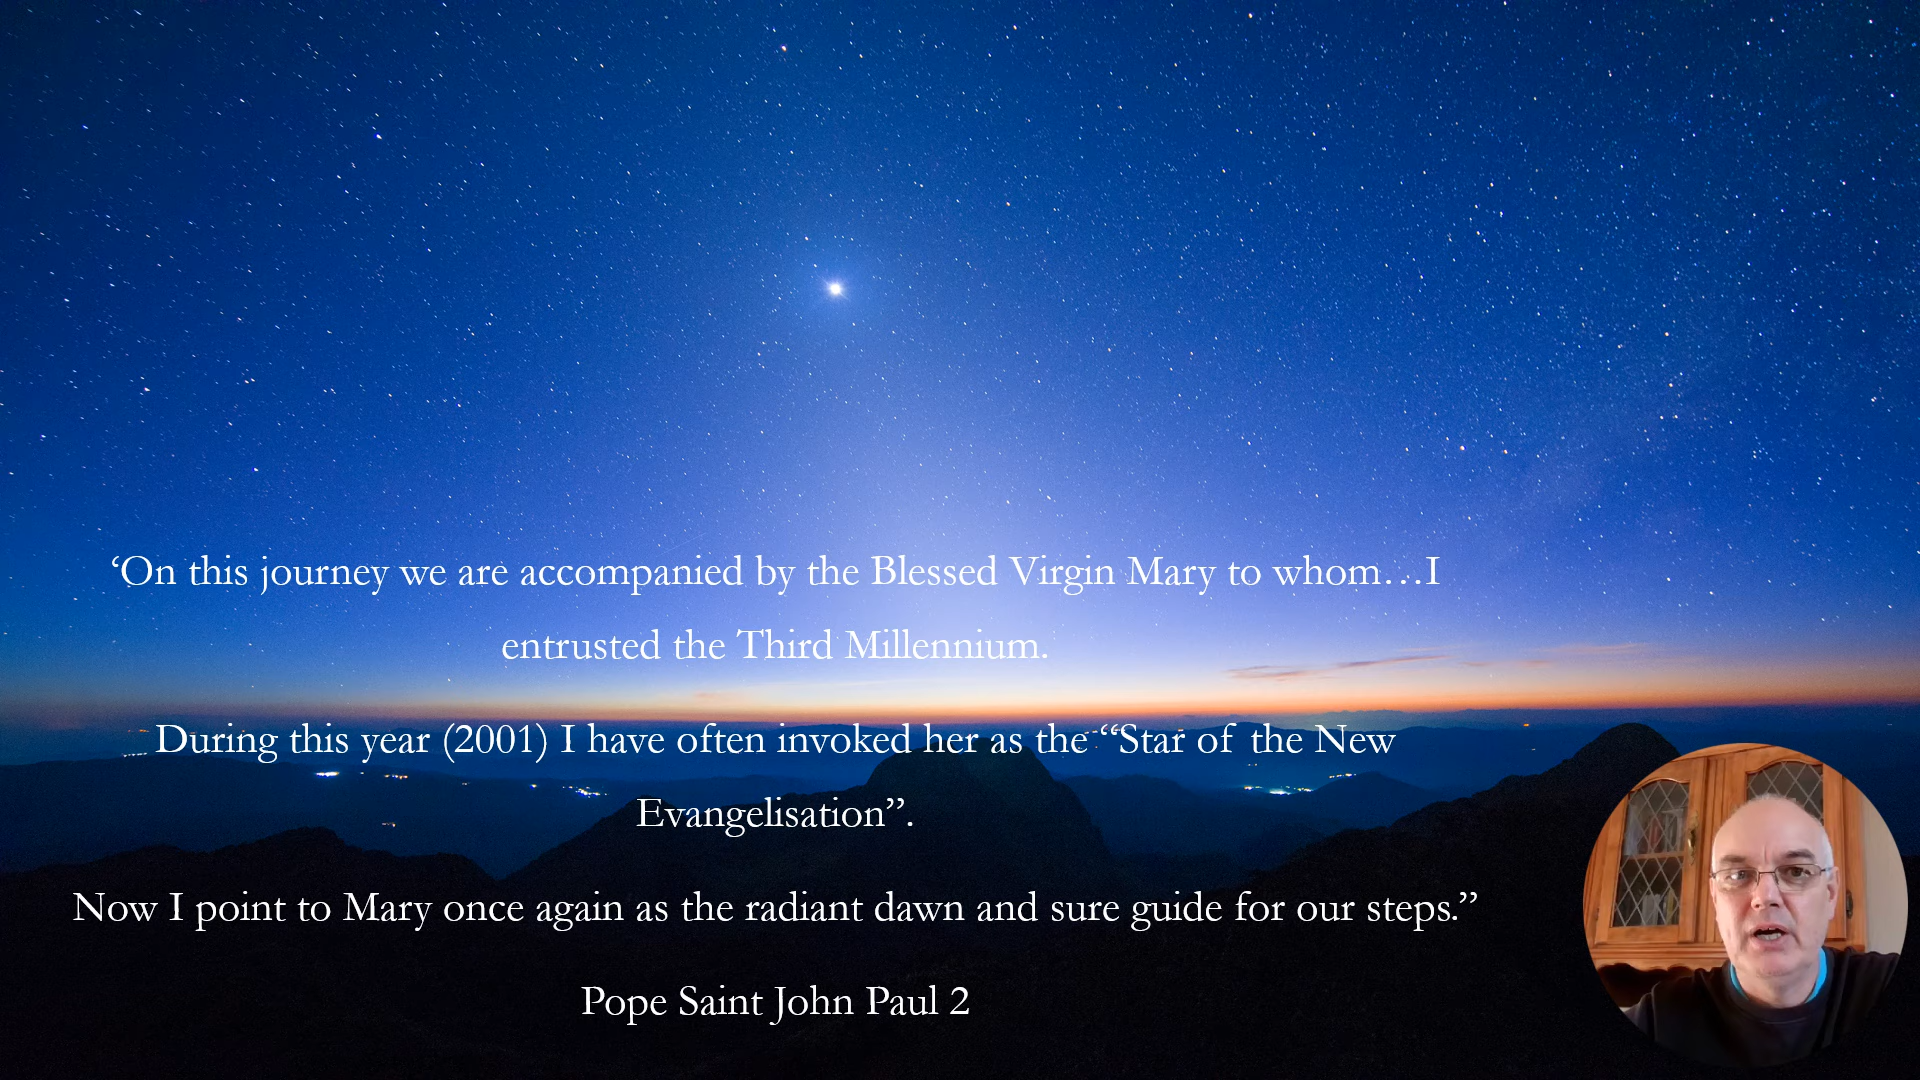 ‘On this journey we are accompanied by the Blessed Virgin Mary to whom…I
entrusted the Third Millennium.
During this year (2001) I have often invoked her as the “Star of the New
Evangelisation”.
Now I point to Mary once again as the radiant dawn and sure guide for our steps.”
Pope Saint John Paul 2